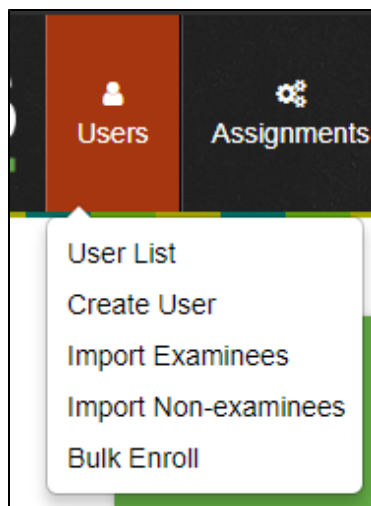 Users
Assignments
User List
Create User
Import Examinees
Import Non-examinees
Bulk Enroll